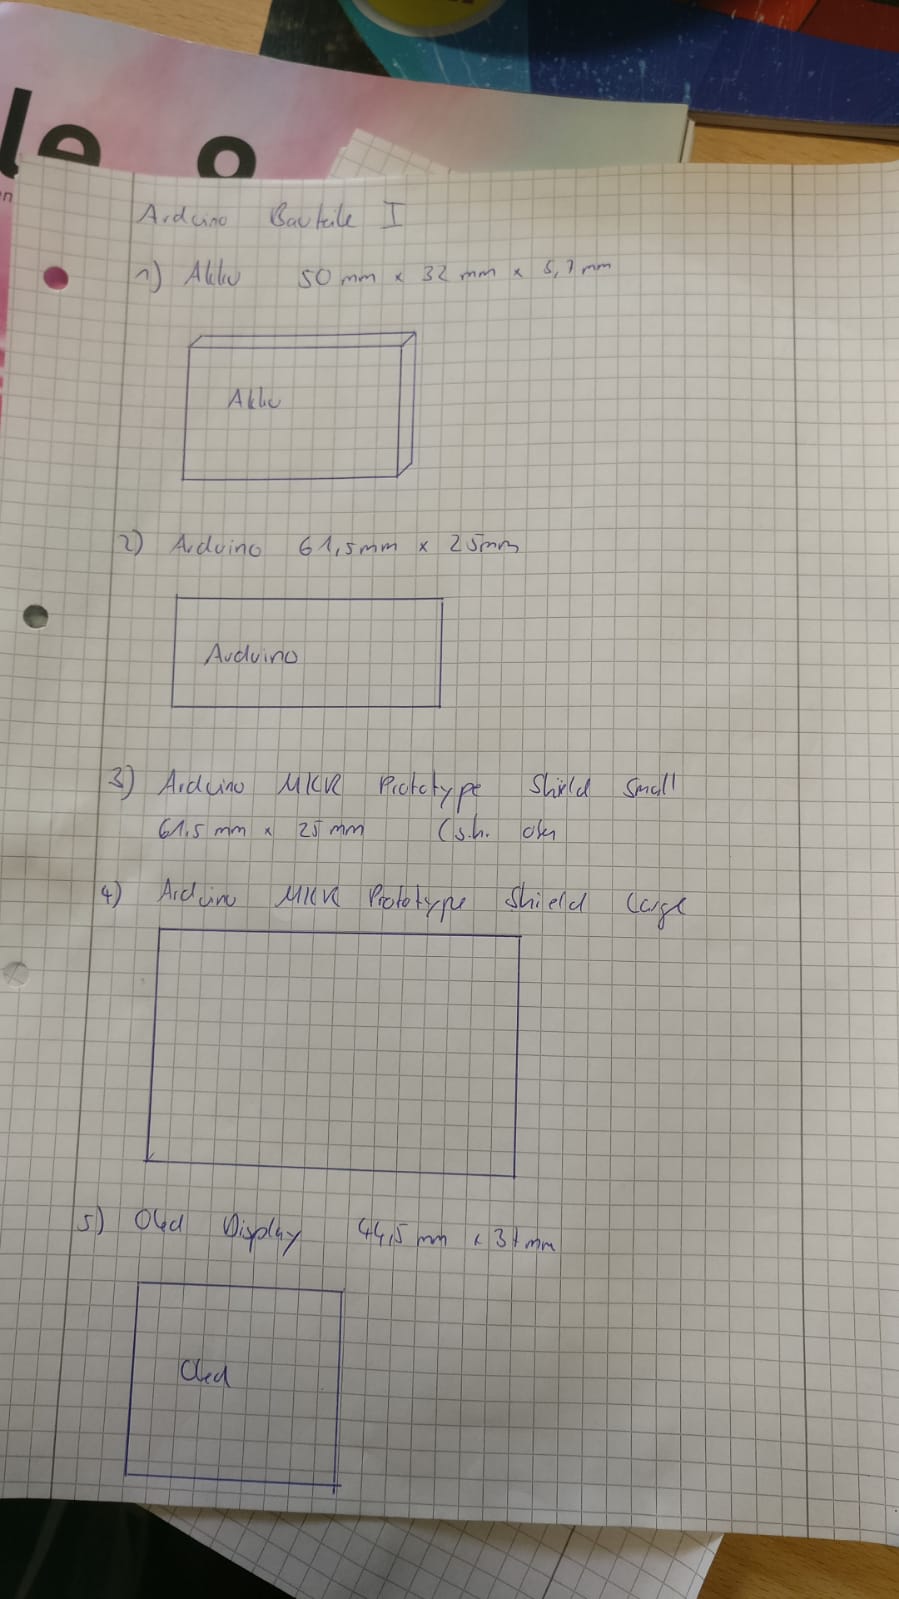 Arduino Bauteile I
1) Akku 50 mm x 32 mm x 5,7 mm
Akku
2) Arduino 61,5mm x 25mm
Arduino
3) Arduino MKR Prototype Shield Small
61,5 mm x 25 mm (s.h. oben
4) Arduino MKR Prototype Shield Large
5) Oled Display 44,5 mm x 37 mm
Oled